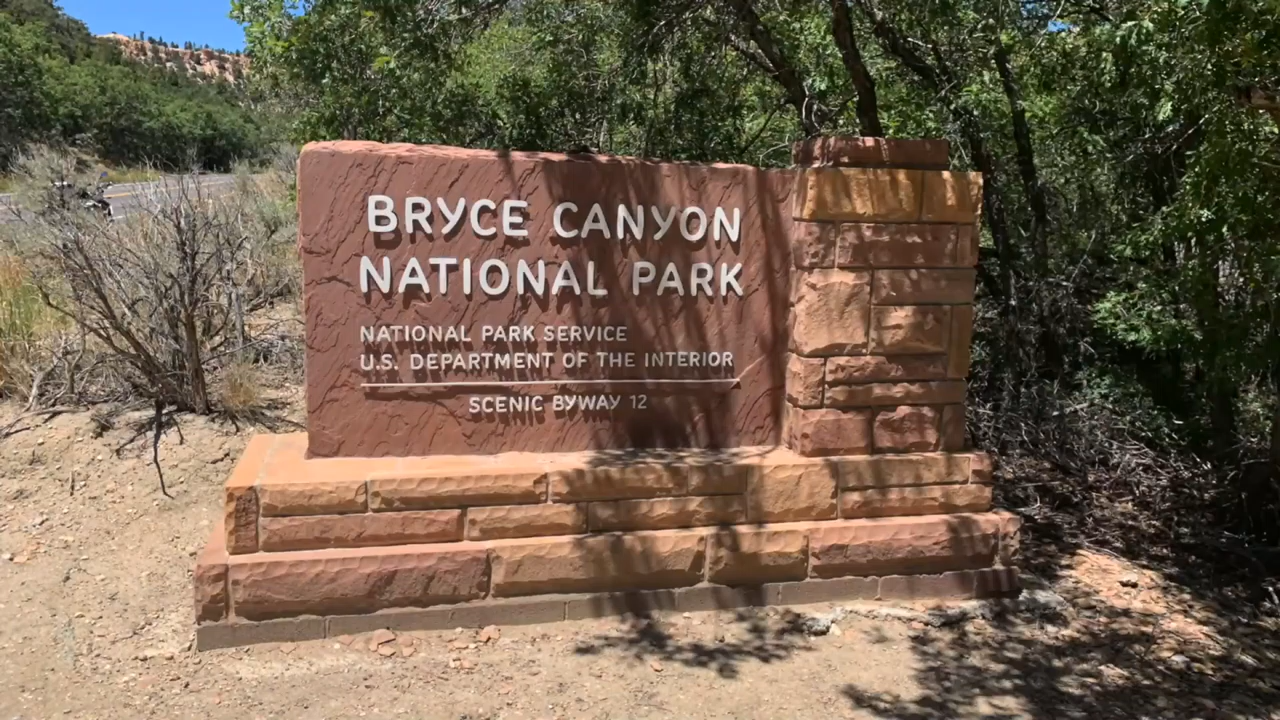 BRYCE CANYON
NATIONAL PARK
NATIONAL PARK SERVICE
U.S. DEPARTMENT OF THE INTERIOR
SCENIC BYWAY 12